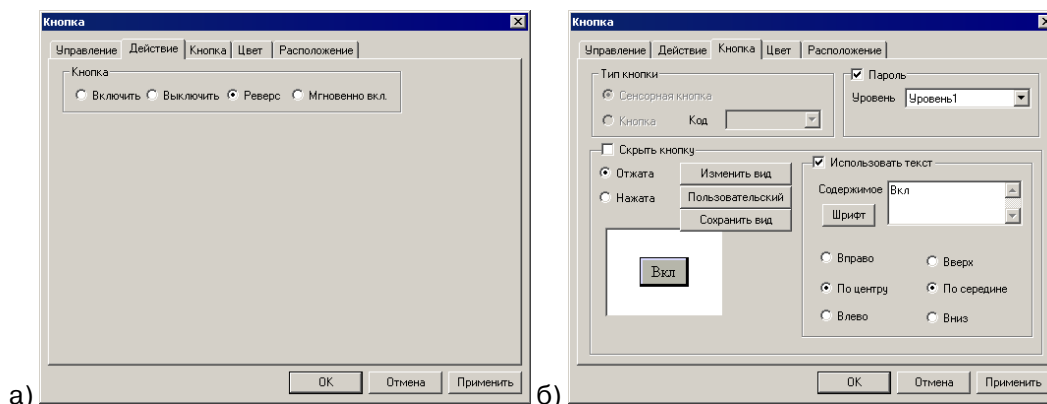 Кнопка
Управление Действие Кнопка Цвет Расположение
Кнопка
Включить Выключить Реверс Мгновенно вкл.
OK Отмена Применить
а)
Кнопка
Управление Действие Кнопка Цвет Расположение
Тип кнопки
Сенсорная кнопка
Кнопка Код
Пароль
Уровень Уровень1
Скрыть кнопку
Отжата
Нажата
Изменить вид
Пользовательский
Сохранить вид
Вкл
Использовать текст
Содержимое Вкл
Шрифт
Вправо Вверх
По центру По середине
Влево Вниз
OK Отмена Применить
б)